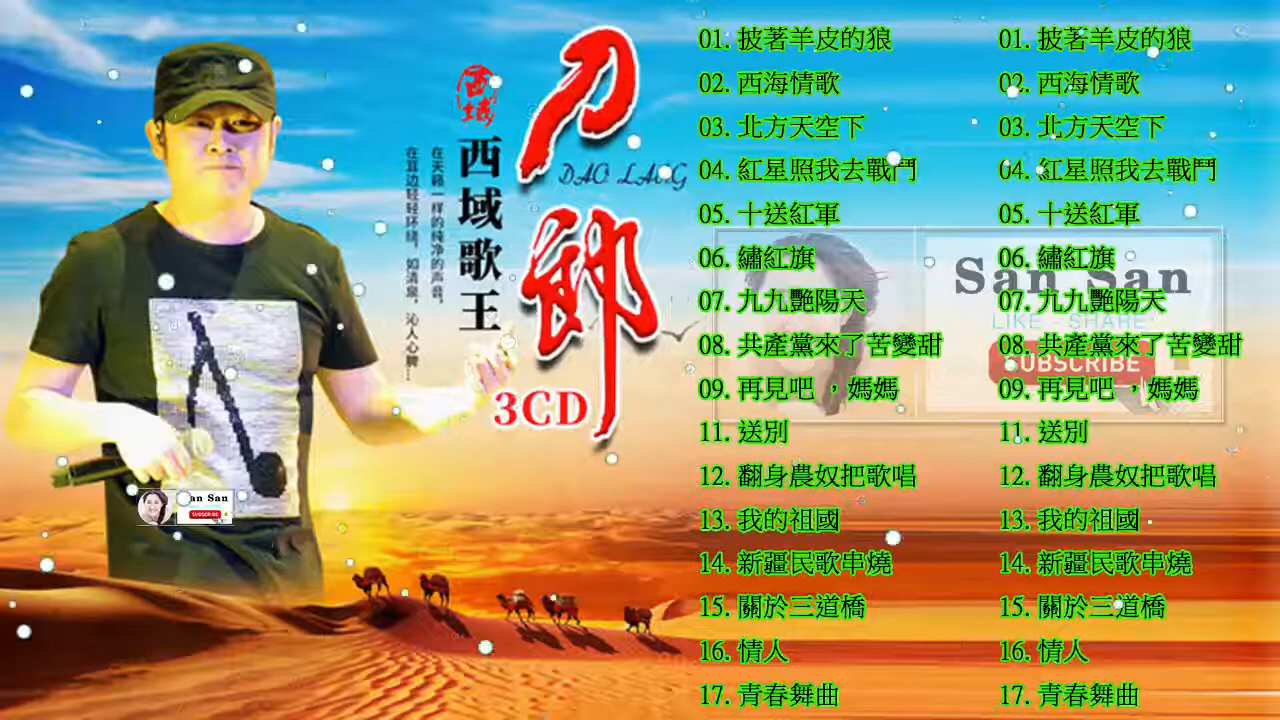 刀郎
DAO LANG
西域
西域歌王
在天籁一样的纯净的声音,
在耳边轻轻环绕,如清泉,沁人心脾...
3CD
an San
SUBSCRIBE
01. 披著羊皮的狼
02. 西海情歌
03. 北方天空下
04. 紅星照我去戰鬥
05. 十送紅軍
06. 繡紅旗
07. 九九艷陽天
08. 共產黨來了苦變甜
09. 再見吧 ,媽媽
11. 送別
12. 翻身農奴把歌唱
13. 我的祖國
14. 新疆民歌串燒
15. 關於三道橋
16. 情人
17. 青春舞曲
01. 披著羊皮的狼
02. 西海情歌
03. 北方天空下
04. 紅星照我去戰鬥
05. 十送紅軍
06. 繡紅旗
07. 九九艷陽天
08. 共產黨來了苦變甜
09. 再見吧 ,媽媽
11. 送別
12. 翻身農奴把歌唱
13. 我的祖國
14. 新疆民歌串燒
15. 關於三道橋
16. 情人
17. 青春舞曲
San San
LIKE - SHARE
SUBSCRIBE